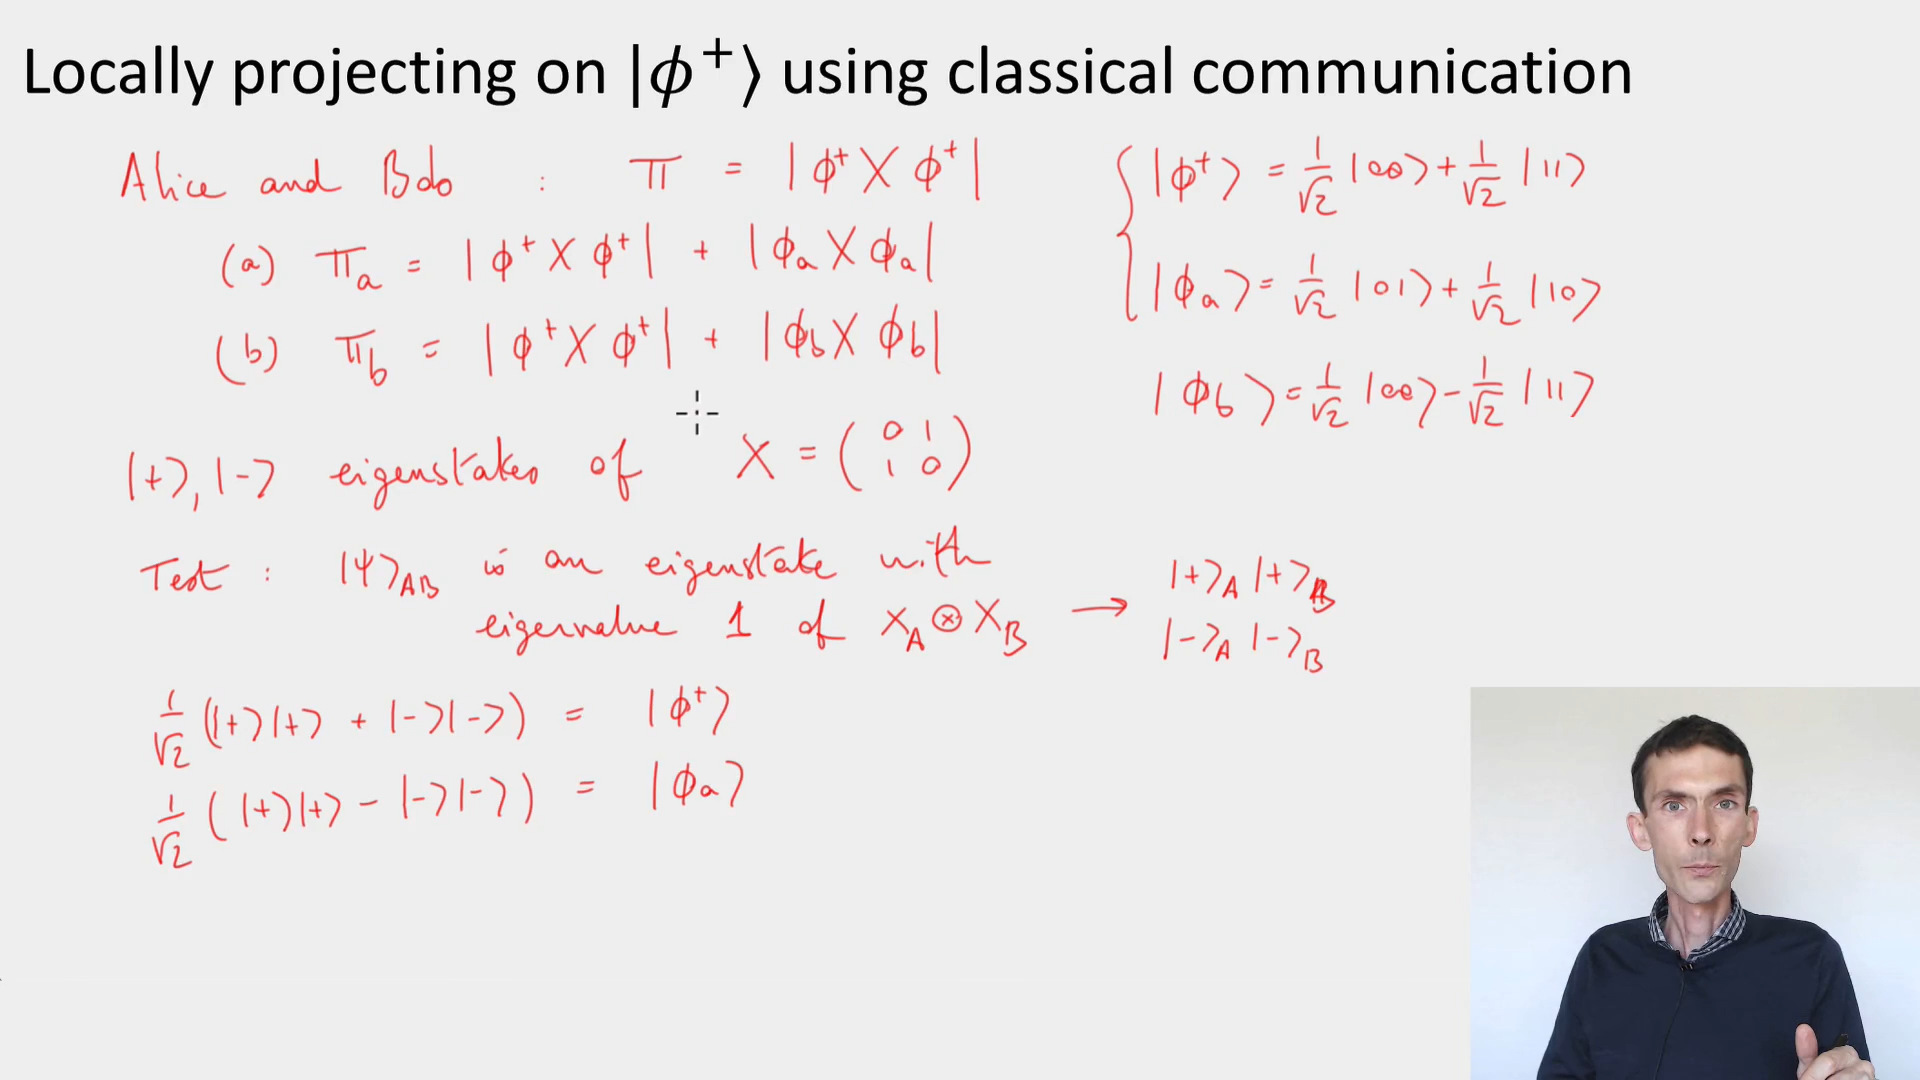 Locally projecting on |ϕ⁺⟩ using classical communication
Alice and Bob : Π = |ϕ⁺⟩⟨ϕ⁺|
(a) Π_a = |ϕ⁺⟩⟨ϕ⁺| + |ϕ_a⟩⟨ϕ_a|
(b) Π_b = |ϕ⁺⟩⟨ϕ⁺| + |ϕ_b⟩⟨ϕ_b|
|ϕ⁺⟩ = 1/√2 |00⟩ + 1/√2 |11⟩
|ϕ_a⟩ = 1/√2 |01⟩ + 1/√2 |10⟩
|ϕ_b⟩ = 1/√2 |00⟩ - 1/√2 |11⟩
|+⟩, |-⟩ eigenstates of X = (0 1
1 0)
Test : |Ψ⟩_AB is an eigenstate with
eigenvalue 1 of X_A ⊗ X_B →
|+⟩_A |+⟩_B
|-⟩_A |-⟩_B
1/√2 (|+⟩|+⟩ + |-⟩|-⟩) = |ϕ⁺⟩
1/√2 (|+⟩|+⟩ - |-⟩|-⟩) = |ϕ_a⟩